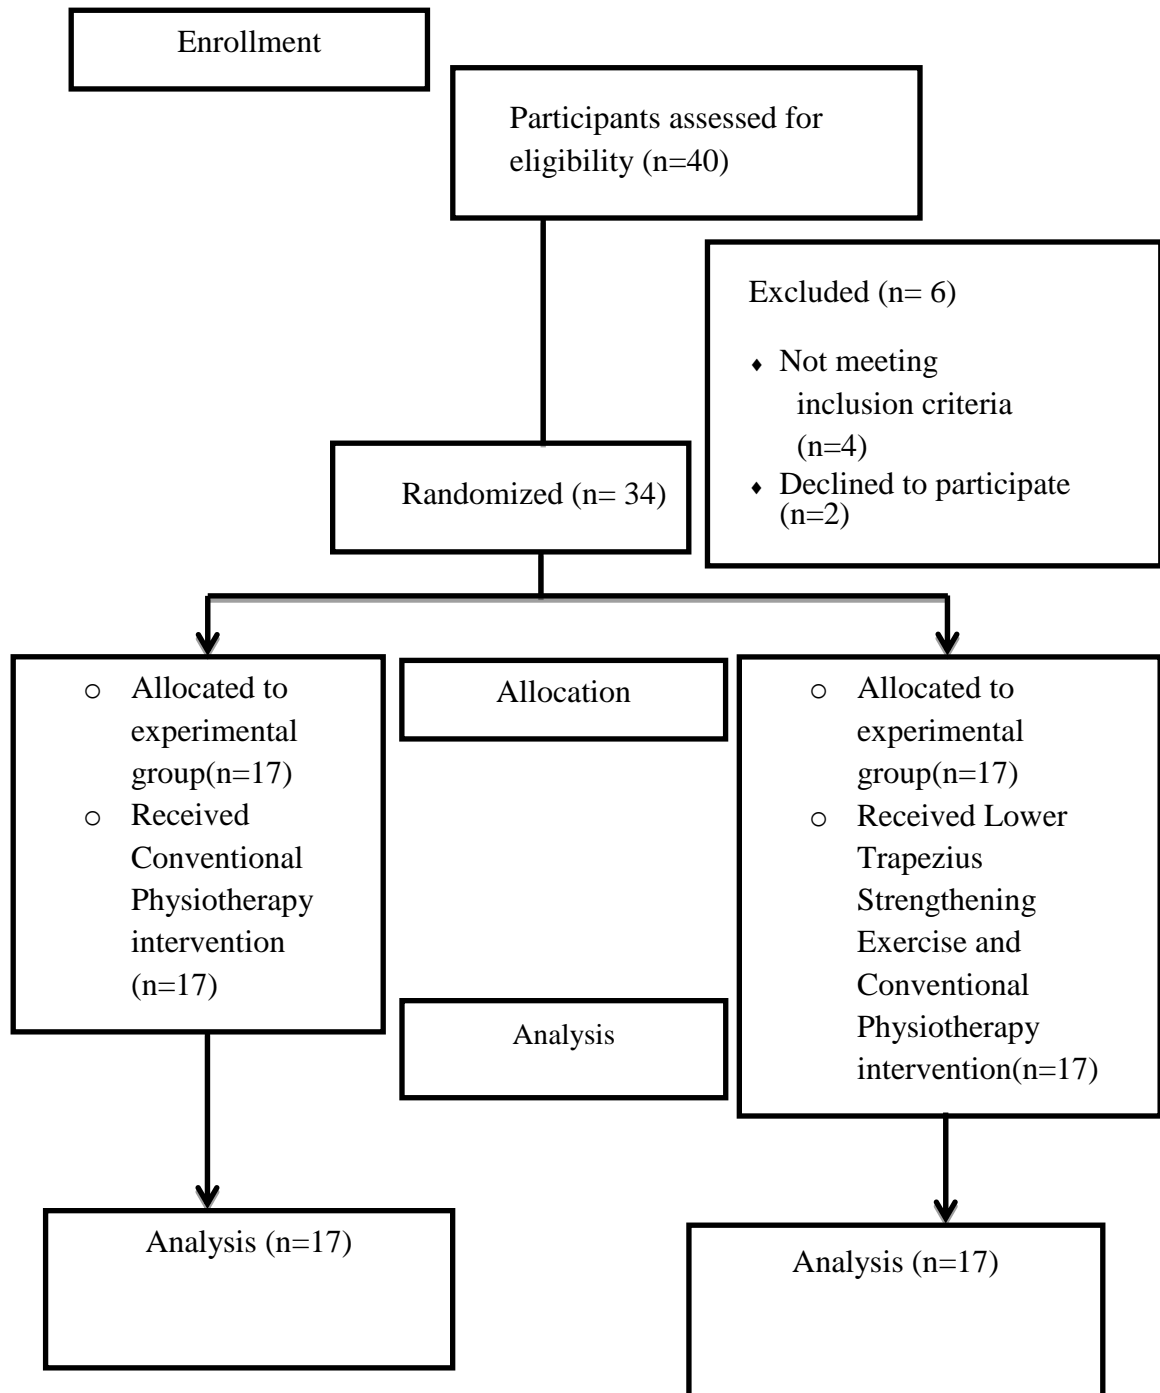 Enrollment
Participants assessed for
eligibility (n=40)
Excluded (n= 6)
♦ Not meeting
inclusion criteria
(n=4)
♦ Declined to participate
(n=2)
Randomized (n= 34)
o Allocated to
experimental
group(n=17)
o Received
Conventional
Physiotherapy
intervention
(n=17)
Allocation
o Allocated to
experimental
group(n=17)
o Received Lower
Trapezius
Strengthening
Exercise and
Conventional
Physiotherapy
intervention(n=17)
Analysis
Analysis (n=17)
Analysis (n=17)